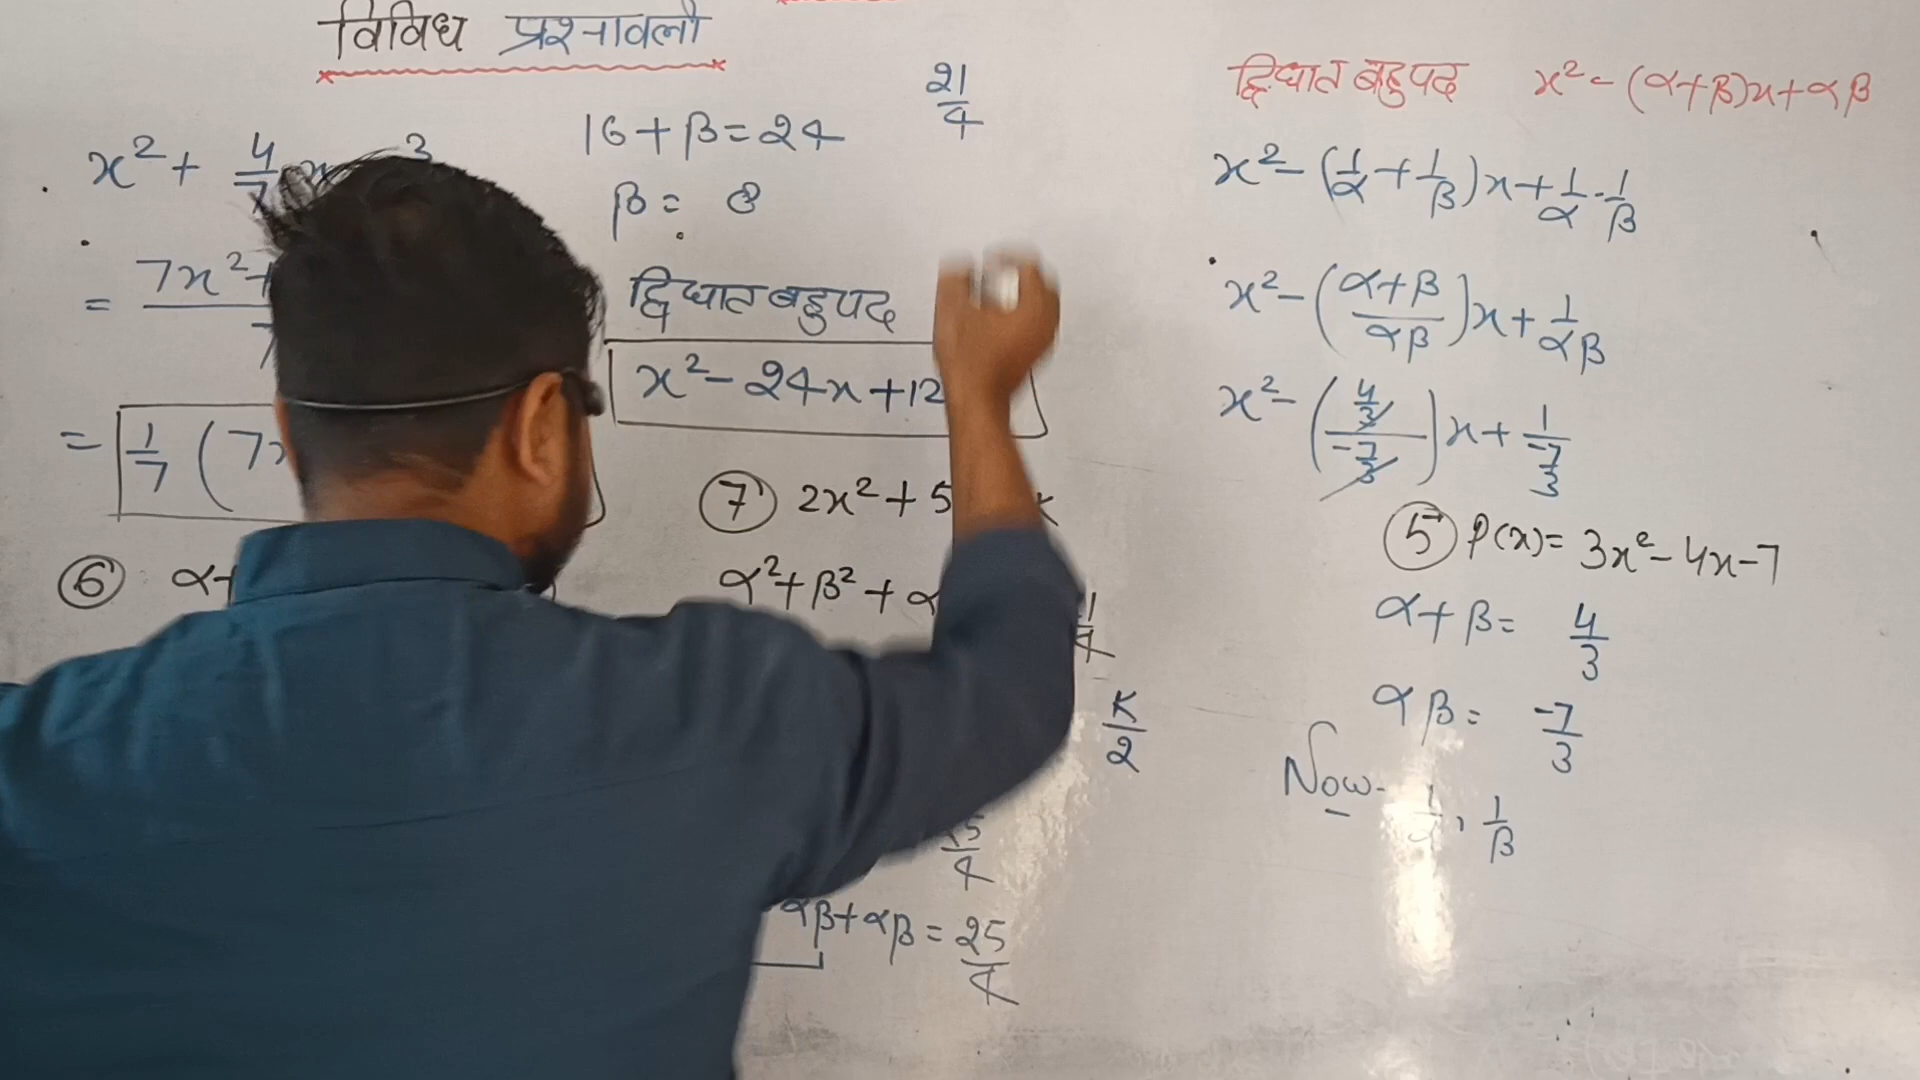 विविध प्रश्नावली
x² + 4/7
= 7x² +
= 1/7 (7x
⑥ α+
16 + β = 24
β = 8
द्विघात बहुपद
x² - 24x + 12
⑦ 2x² + 5 K
α² + β² + α
K/2
αβ + αβ = 25/4
21/4
द्विघात बहुपद x² - (α+β)x + αβ
x² - (1/α + 1/β)x + 1/α · 1/β
x² - ((α+β)/αβ)x + 1/αβ
x² - ((4/3)/(-7/3))x + 1/(-7/3)
⑤ P(x) = 3x² - 4x - 7
α + β = 4/3
αβ = -7/3
Now - 1/α, 1/β